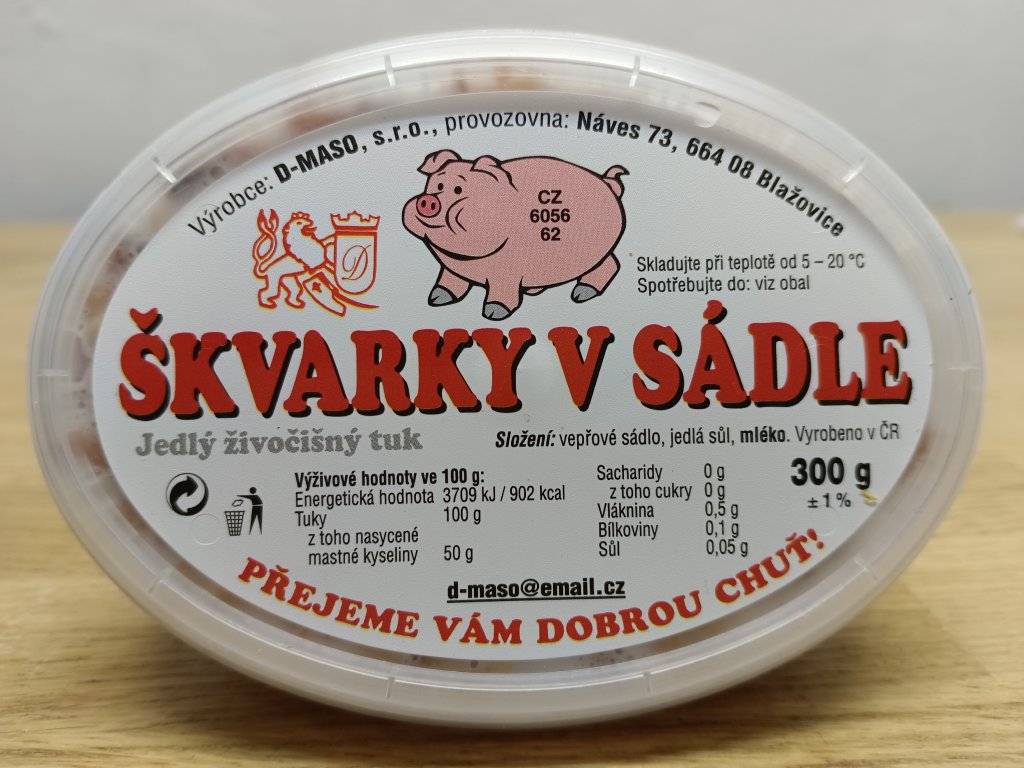 Výrobce: D-MASO, s.r.o., provozovna: Náves 73, 664 08 Blažovice
CZ
6056
62
D
Skladujte při teplotě od 5 – 20 °C
Spotřebujte do: viz obal
ŠKVARKY V SÁDLE
Jedlý živočišný tuk
Složení: vepřové sádlo, jedlá sůl, mléko. Vyrobeno v ČR
Výživové hodnoty ve 100 g:
Energetická hodnota 3709 kJ / 902 kcal
Tuky 100 g
z toho nasycené
mastné kyseliny 50 g
Sacharidy 0 g
z toho cukry 0 g
Vláknina 0,5 g
Bílkoviny 0,1 g
Sůl 0,05 g
300 g
± 1 %
d-maso@email.cz
PŘEJEME VÁM DOBROU CHUŤ!